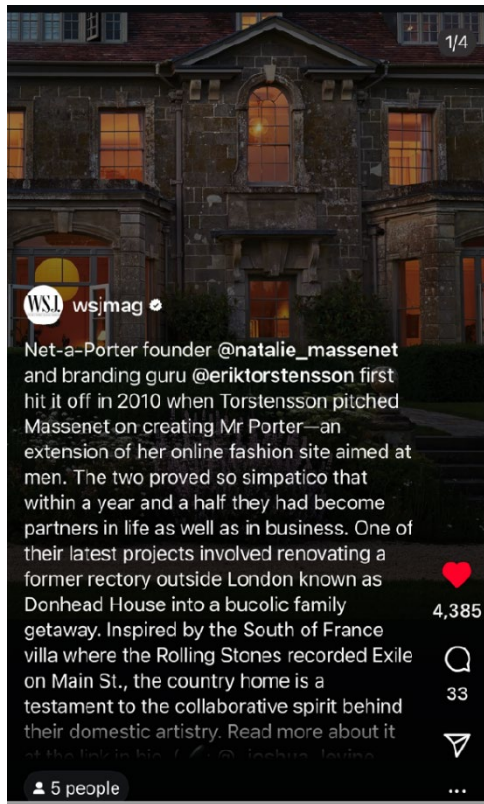 1/4
WSJ. wsjmag
Net-a-Porter founder @natalie_massenet
and branding guru @eriktorstensson first
hit it off in 2010 when Torstensson pitched
Massenet on creating Mr Porter—an
extension of her online fashion site aimed at
men. The two proved so simpatico that
within a year and a half they had become
partners in life as well as in business. One of
their latest projects involved renovating a
former rectory outside London known as
Donhead House into a bucolic family
getaway. Inspired by the South of France
villa where the Rolling Stones recorded Exile
on Main St., the country home is a
testament to the collaborative spirit behind
their domestic artistry. Read more about it
at the link in bio. (🖊: @_joshua_levine
4,385
33
5 people